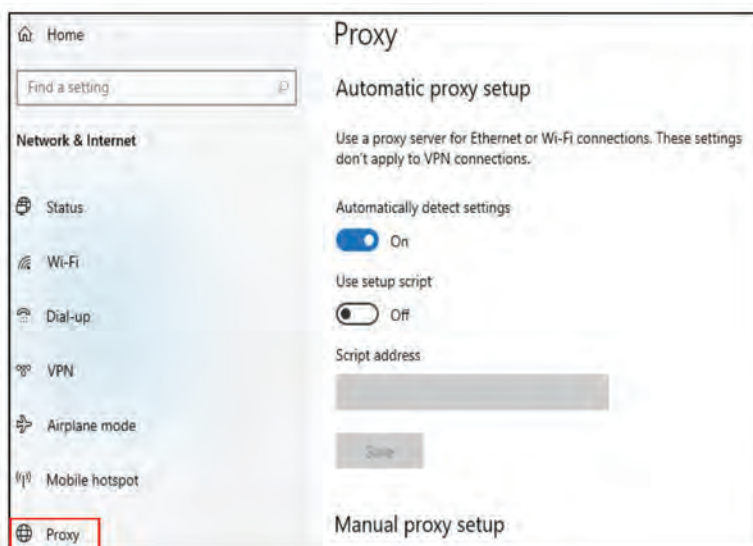 Home
Find a setting
Network & Internet
Status
Wi-Fi
Dial-up
VPN
Airplane mode
Mobile hotspot
Proxy
Proxy
Automatic proxy setup
Use a proxy server for Ethernet or Wi-Fi connections. These settings
don't apply to VPN connections.
Automatically detect settings
On
Use setup script
Off
Script address
Save
Manual proxy setup